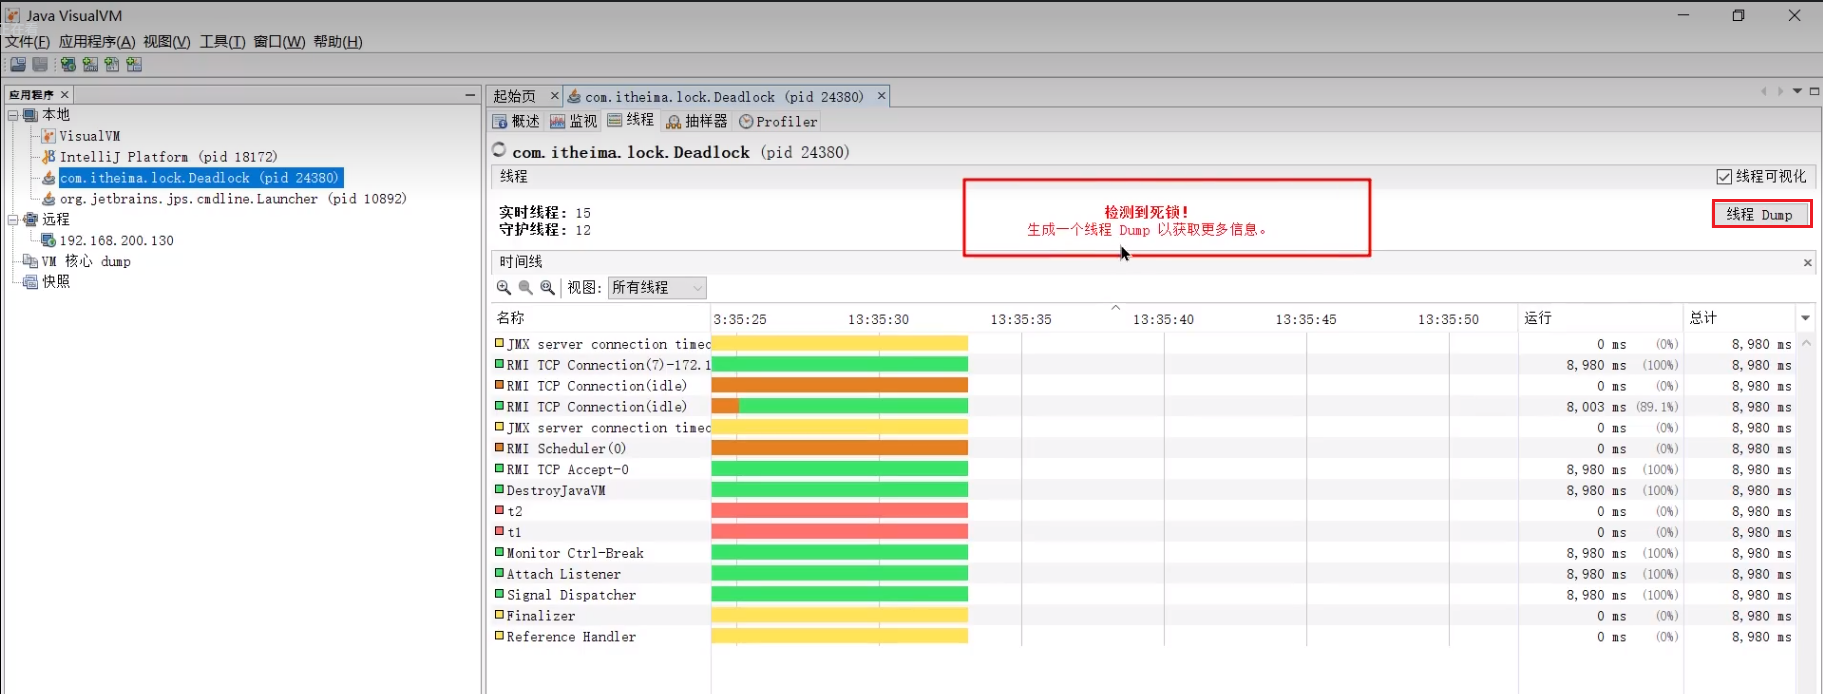 Java VisualVM
文件(F) 应用程序(A) 视图(V) 工具(T) 窗口(W) 帮助(H)
应用程序
本地
VisualVM
IntelliJ Platform (pid 18172)
com.itheima.lock.Deadlock (pid 24380)
org.jetbrains.jps.cmdline.Launcher (pid 10892)
远程
192.168.200.130
VM 核心 dump
快照
起始页 com.itheima.lock.Deadlock (pid 24380)
概述 监视 线程 抽样器 Profiler
com.itheima.lock.Deadlock (pid 24380)
线程 线程可视化
实时线程: 15
守护线程: 12
检测到死锁!
生成一个线程 Dump 以获取更多信息。
线程 Dump
时间线
视图: 所有线程
名称 3:35:25 13:35:30 13:35:35 13:35:40 13:35:45 13:35:50 运行 总计
JMX server connection timeo 0 ms (0%) 8,980 ms
RMI TCP Connection(7)-172.1 8,980 ms (100%) 8,980 ms
RMI TCP Connection(idle) 0 ms (0%) 8,980 ms
RMI TCP Connection(idle) 8,003 ms (89.1%) 8,980 ms
JMX server connection timeo 0 ms (0%) 8,980 ms
RMI Scheduler(0) 0 ms (0%) 8,980 ms
RMI TCP Accept-0 8,980 ms (100%) 8,980 ms
DestroyJavaVM 8,980 ms (100%) 8,980 ms
t2 0 ms (0%) 8,980 ms
t1 0 ms (0%) 8,980 ms
Monitor Ctrl-Break 8,980 ms (100%) 8,980 ms
Attach Listener 8,980 ms (100%) 8,980 ms
Signal Dispatcher 8,980 ms (100%) 8,980 ms
Finalizer 0 ms (0%) 8,980 ms
Reference Handler 0 ms (0%) 8,980 ms